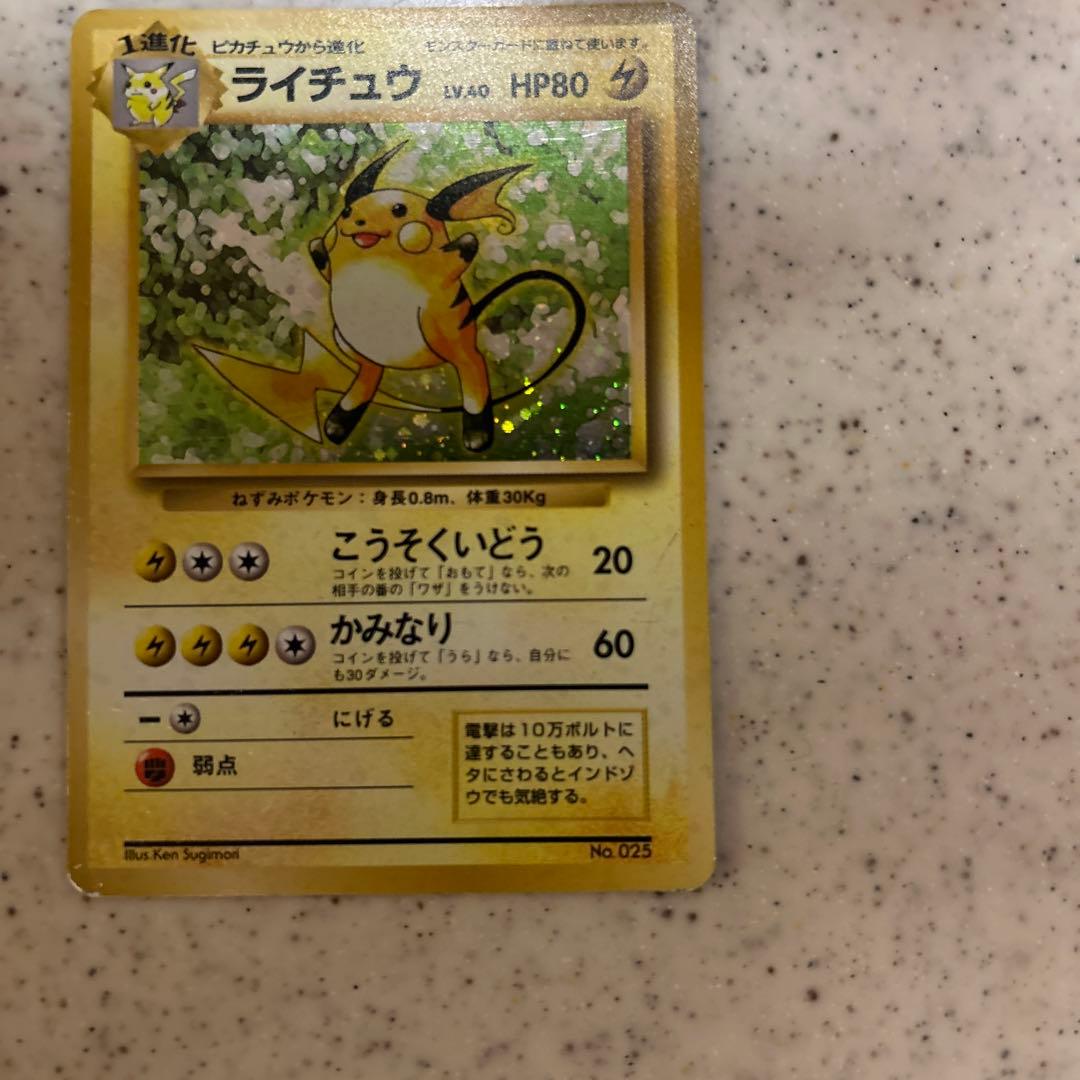 1進化 ピカチュウから進化 モンスターカードに重ねて使います。
ライチュウ LV.40 HP80
ねずみポケモン：身長0.8m、体重30Kg
こうそくいどう 20
コインを投げて「おもて」なら、次の
相手の番の「ワザ」をうけない。
かみなり 60
コインを投げて「うら」なら、自分に
も30ダメージ。
にげる
弱点
電撃は10万ボルトに
達することもあり、ヘ
タにさわるとインドゾ
ウでも気絶する。
Illus. Ken Sugimori No. 025